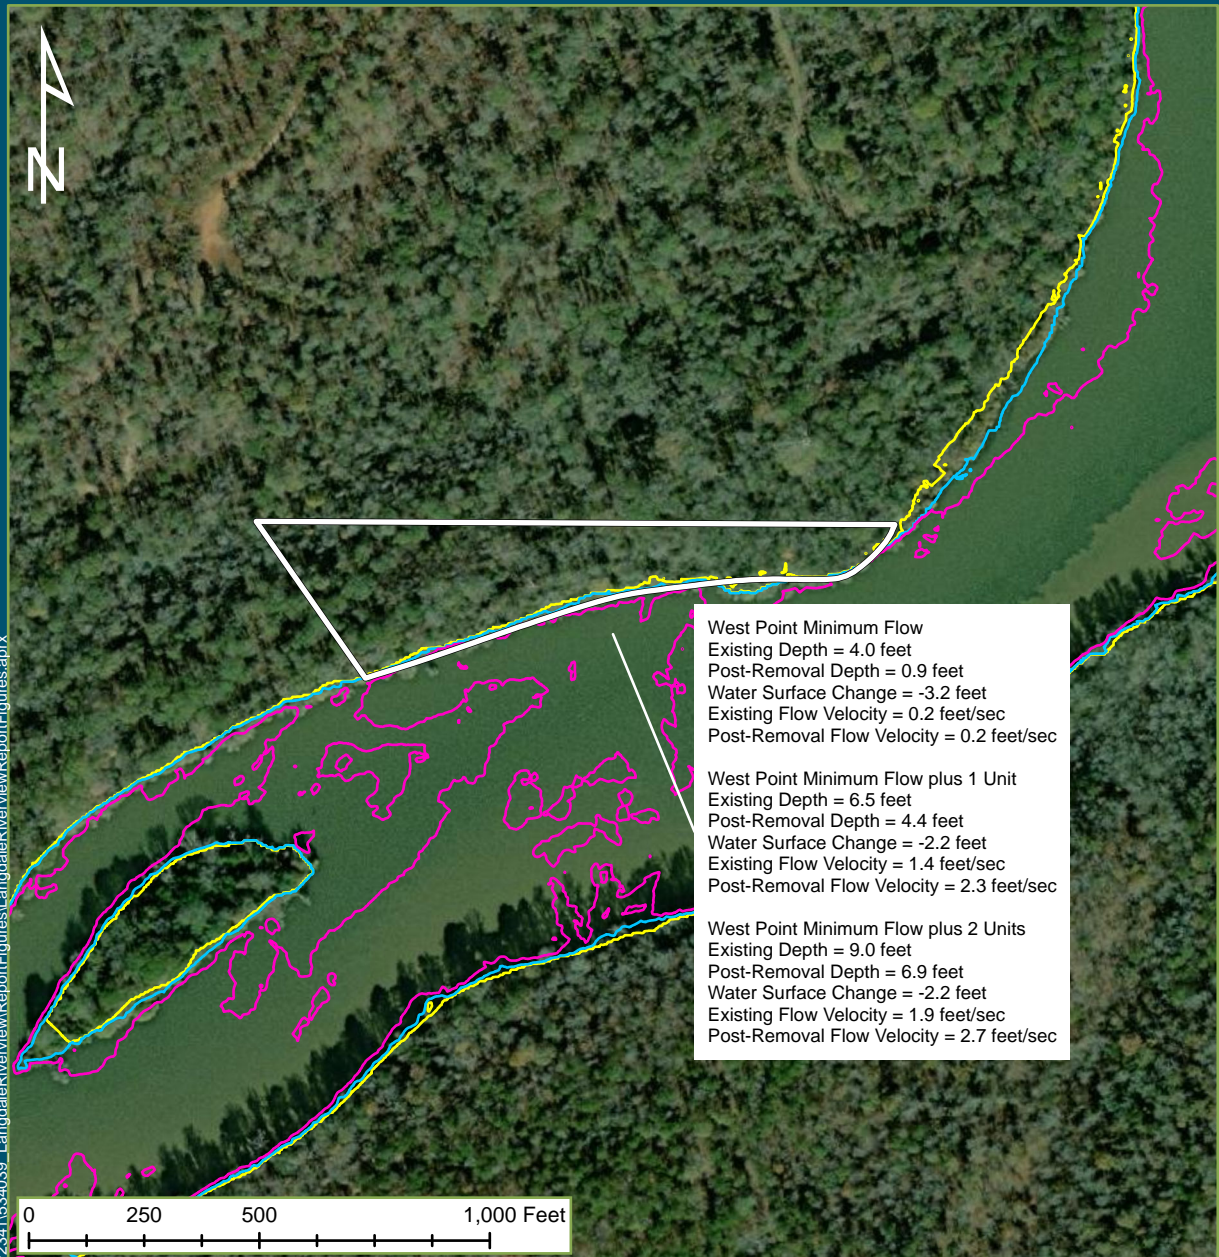 N
West Point Minimum Flow
Existing Depth = 4.0 feet
Post-Removal Depth = 0.9 feet
Water Surface Change = -3.2 feet
Existing Flow Velocity = 0.2 feet/sec
Post-Removal Flow Velocity = 0.2 feet/sec
West Point Minimum Flow plus 1 Unit
Existing Depth = 6.5 feet
Post-Removal Depth = 4.4 feet
Water Surface Change = -2.2 feet
Existing Flow Velocity = 1.4 feet/sec
Post-Removal Flow Velocity = 2.3 feet/sec
West Point Minimum Flow plus 2 Units
Existing Depth = 9.0 feet
Post-Removal Depth = 6.9 feet
Water Surface Change = -2.2 feet
Existing Flow Velocity = 1.9 feet/sec
Post-Removal Flow Velocity = 2.7 feet/sec
0 250 500 1,000 Feet